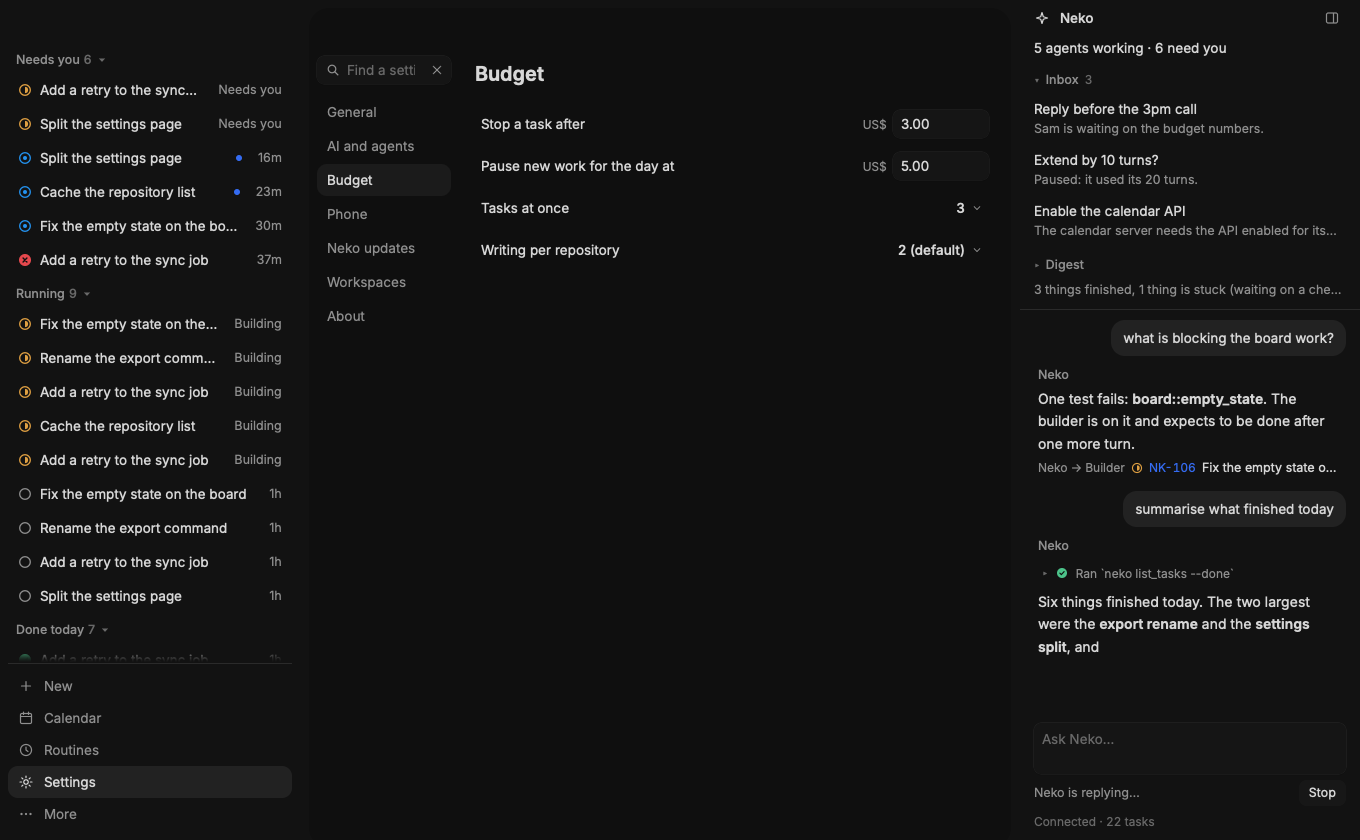 Needs you 6
Add a retry to the sync... Needs you
Split the settings page Needs you
Split the settings page 16m
Cache the repository list 23m
Fix the empty state on the bo... 30m
Add a retry to the sync job 37m
Running 9
Fix the empty state on the... Building
Rename the export comm... Building
Add a retry to the sync job Building
Cache the repository list Building
Add a retry to the sync job Building
Fix the empty state on the board 1h
Rename the export command 1h
Add a retry to the sync job 1h
Split the settings page 1h
Done today 7
Add a retry to the sync job 1h
New
Calendar
Routines
Settings
More
Find a setti
General
AI and agents
Budget
Phone
Neko updates
Workspaces
About
Budget
Stop a task after US$ 3.00
Pause new work for the day at US$ 5.00
Tasks at once 3
Writing per repository 2 (default)
Neko
5 agents working · 6 need you
Inbox 3
Reply before the 3pm call
Sam is waiting on the budget numbers.
Extend by 10 turns?
Paused: it used its 20 turns.
Enable the calendar API
The calendar server needs the API enabled for its...
Digest
3 things finished, 1 thing is stuck (waiting on a che...
what is blocking the board work?
Neko
One test fails: board::empty_state. The
builder is on it and expects to be done after
one more turn.
Neko → Builder NK-106 Fix the empty state o...
summarise what finished today
Neko
Ran `neko list_tasks --done`
Six things finished today. The two largest
were the export rename and the settings
split, and
Ask Neko...
Neko is replying... Stop
Connected · 22 tasks